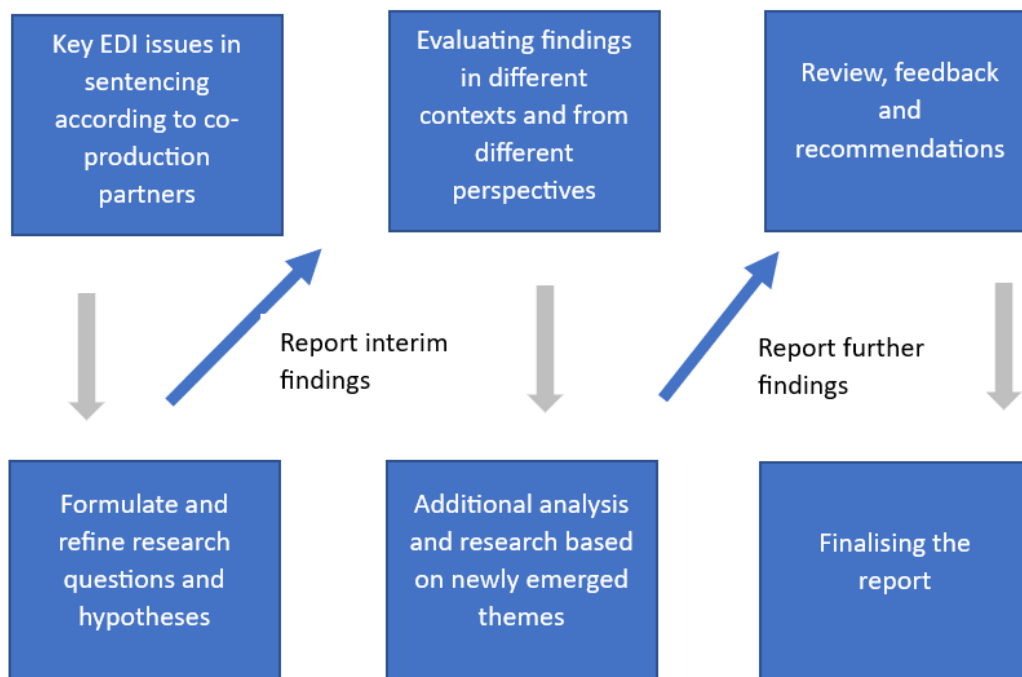 Key EDI issues in
sentencing
according to co-
production
partners
Evaluating findings
in different
contexts and from
different
perspectives
Review, feedback
and
recommendations
Report interim
findings
Report further
findings
Formulate and
refine research
questions and
hypotheses
Additional analysis
and research based
on newly emerged
themes
Finalising the
report